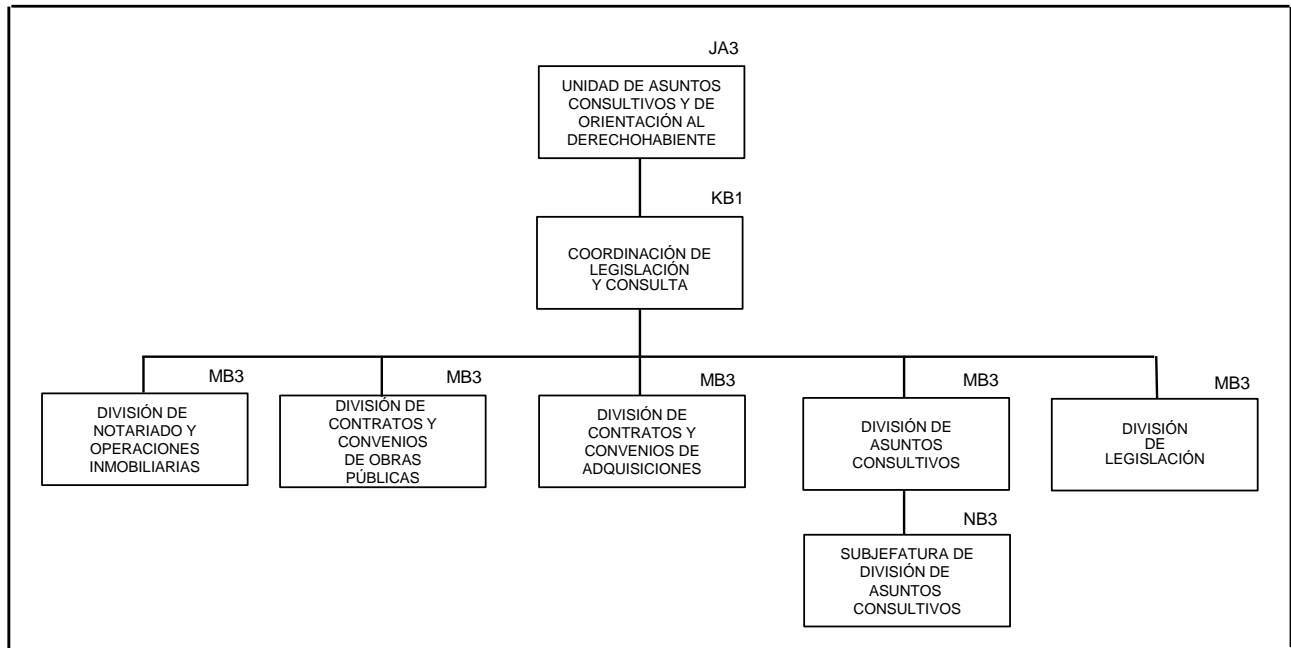 JA3
UNIDAD DE ASUNTOS
CONSULTIVOS Y DE
ORIENTACIÓN AL
DERECHOHABIENTE
KB1
COORDINACIÓN DE
LEGISLACIÓN
Y CONSULTA
MB3
DIVISIÓN DE
NOTARIADO Y
OPERACIONES
INMOBILIARIAS
MB3
DIVISIÓN DE
CONTRATOS Y
CONVENIOS
DE OBRAS
PÚBLICAS
MB3
DIVISIÓN DE
CONTRATOS Y
CONVENIOS DE
ADQUISICIONES
MB3
DIVISIÓN DE
ASUNTOS
CONSULTIVOS
MB3
DIVISIÓN
DE
LEGISLACIÓN
NB3
SUBJEFATURA DE
DIVISIÓN DE
ASUNTOS
CONSULTIVOS